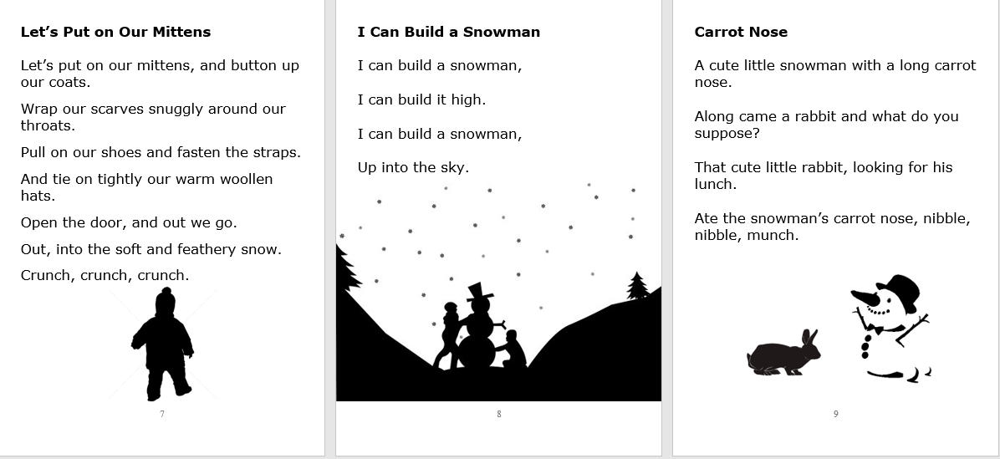 Let’s Put on Our Mittens
Let’s put on our mittens, and button up
our coats.
Wrap our scarves snuggly around our
throats.
Pull on our shoes and fasten the straps.
And tie on tightly our warm woollen
hats.
Open the door, and out we go.
Out, into the soft and feathery snow.
Crunch, crunch, crunch.
7
I Can Build a Snowman
I can build a snowman,
I can build it high.
I can build a snowman,
Up into the sky.
8
Carrot Nose
A cute little snowman with a long carrot
nose.
Along came a rabbit and what do you
suppose?
That cute little rabbit, looking for his
lunch.
Ate the snowman’s carrot nose, nibble,
nibble, munch.
9